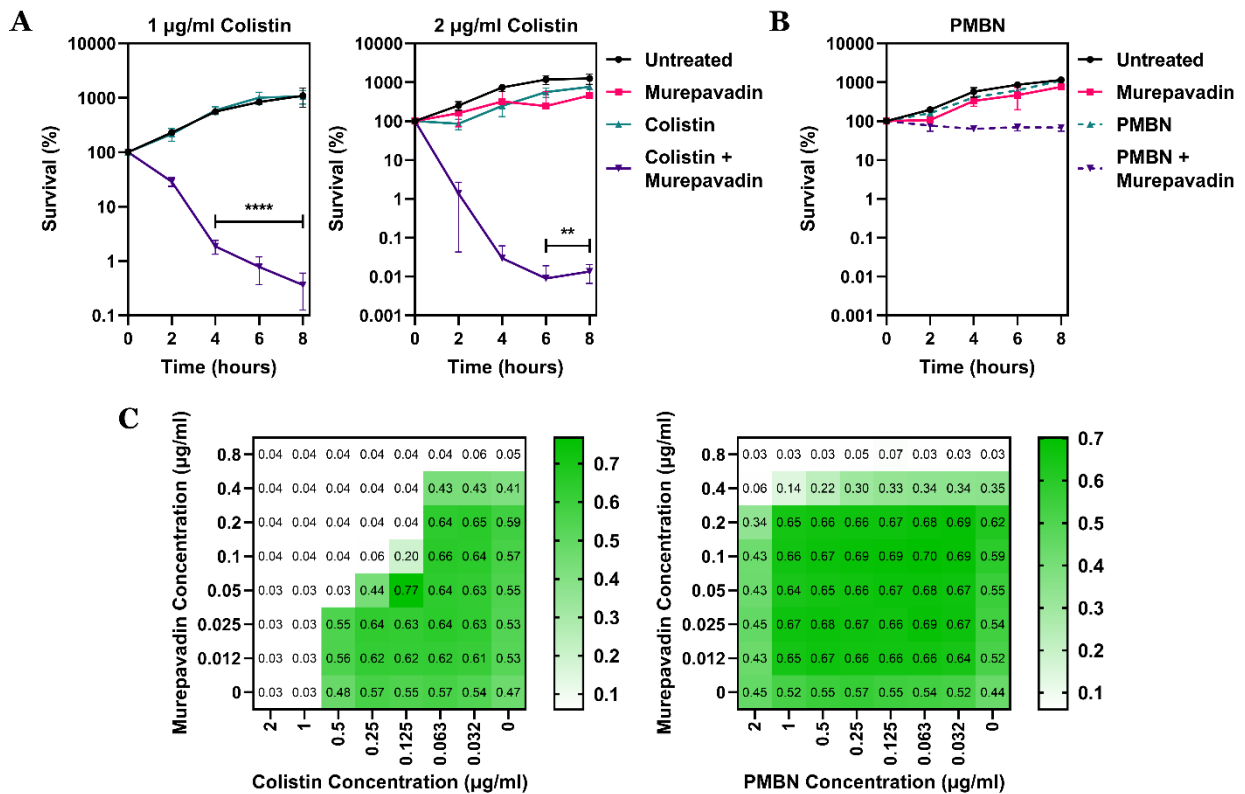 A
1 µg/ml Colistin
Survival (%)
10000
1000
100
10
1
0.1
0 2 4 6 8
Time (hours)
****
2 µg/ml Colistin
Survival (%)
10000
1000
100
10
1
0.1
0.01
0.001
0 2 4 6 8
Time (hours)
**
Untreated
Murepavadin
Colistin
Colistin +
Murepavadin
B
PMBN
Survival (%)
10000
1000
100
10
1
0.1
0.01
0.001
0 2 4 6 8
Time (hours)
Untreated
Murepavadin
PMBN
PMBN +
Murepavadin
C
Murepavadin Concentration (µg/ml)
0.8 0.04 0.04 0.04 0.04 0.04 0.04 0.06 0.05
0.4 0.04 0.04 0.04 0.04 0.04 0.43 0.43 0.41
0.2 0.04 0.04 0.04 0.04 0.04 0.64 0.65 0.59
0.1 0.04 0.04 0.04 0.06 0.20 0.66 0.64 0.57
0.05 0.03 0.03 0.03 0.44 0.77 0.64 0.63 0.55
0.025 0.03 0.03 0.55 0.64 0.63 0.64 0.64 0.53
0.012 0.03 0.03 0.56 0.62 0.62 0.62 0.61 0.53
0 0.03 0.03 0.48 0.57 0.55 0.57 0.54 0.47
2 1 0.5 0.25 0.125 0.063 0.032 0
Colistin Concentration (µg/ml)
0.7
0.6
0.5
0.4
0.3
0.2
0.1
Murepavadin Concentration (µg/ml)
0.8 0.03 0.03 0.03 0.05 0.07 0.03 0.03 0.03
0.4 0.06 0.14 0.22 0.30 0.33 0.34 0.34 0.35
0.2 0.34 0.65 0.66 0.66 0.67 0.68 0.69 0.62
0.1 0.43 0.66 0.67 0.69 0.69 0.70 0.69 0.59
0.05 0.43 0.64 0.65 0.67 0.67 0.68 0.67 0.55
0.025 0.45 0.67 0.68 0.67 0.66 0.69 0.67 0.54
0.012 0.43 0.65 0.67 0.66 0.66 0.66 0.64 0.52
0 0.45 0.52 0.55 0.57 0.55 0.54 0.52 0.44
2 1 0.5 0.25 0.125 0.063 0.032 0
PMBN Concentration (µg/ml)
0.7
0.6
0.5
0.4
0.3
0.2
0.1